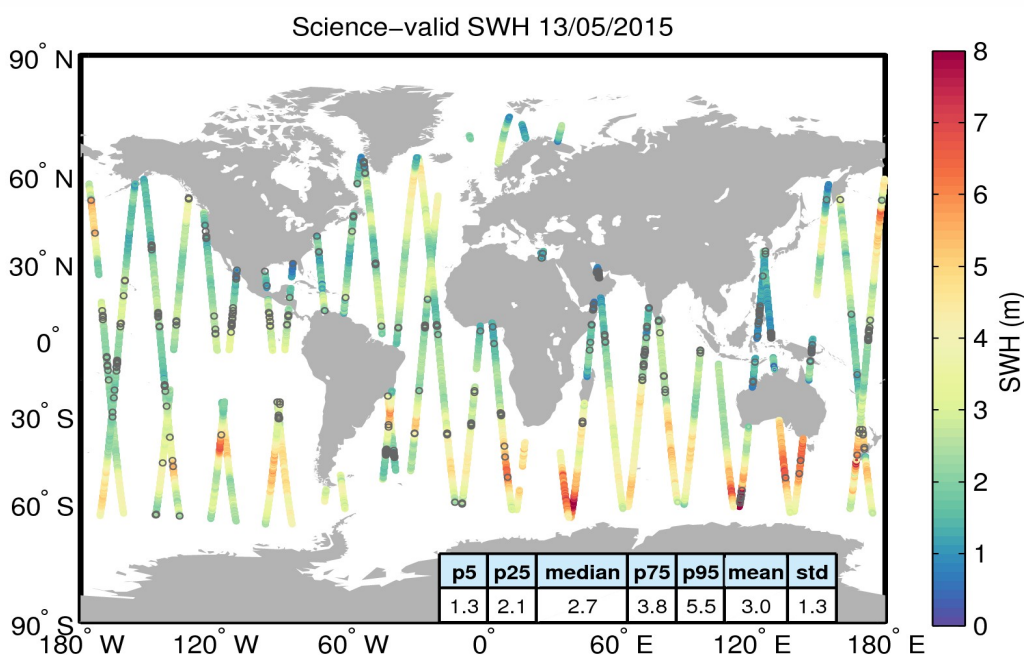 Science−valid SWH 13/05/2015
90° N
60° N
30° N
0°
30° S
60° S
90° S
180° W
120° W
60° W
0°
60° E
120° E
180° E
p5 p25 median p75 p95 mean std
1.3 2.1 2.7 3.8 5.5 3.0 1.3
8
7
6
5
4
3
2
1
0
SWH (m)